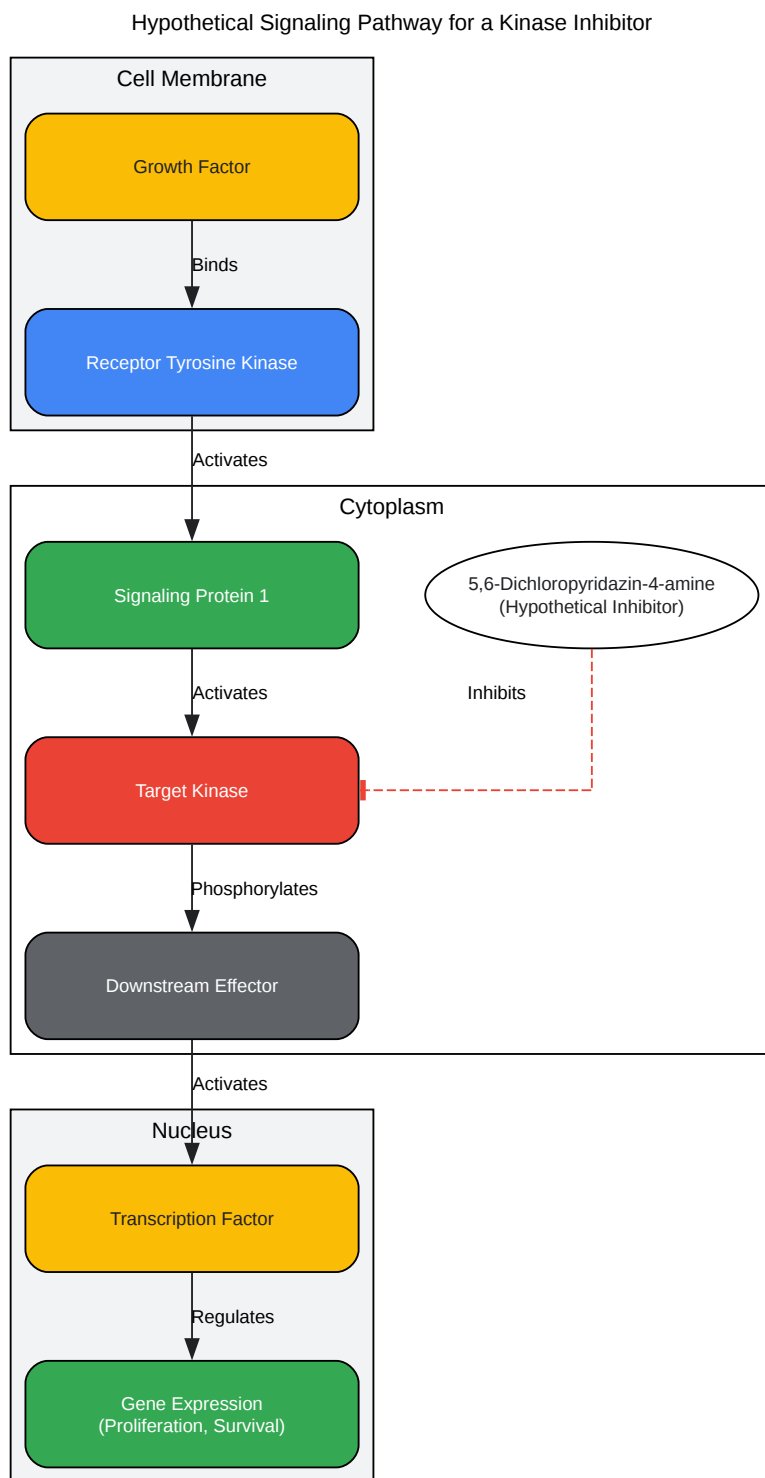 Hypothetical Signaling Pathway for a Kinase Inhibitor
Cell Membrane
Growth Factor
Binds
Receptor Tyrosine Kinase
Activates
Cytoplasm
Signaling Protein 1
5,6-Dichloropyridazin-4-amine
(Hypothetical Inhibitor)
Activates
Inhibits
Target Kinase
Phosphorylates
Downstream Effector
Activates
Nucleus
Transcription Factor
Regulates
Gene Expression
(Proliferation, Survival)